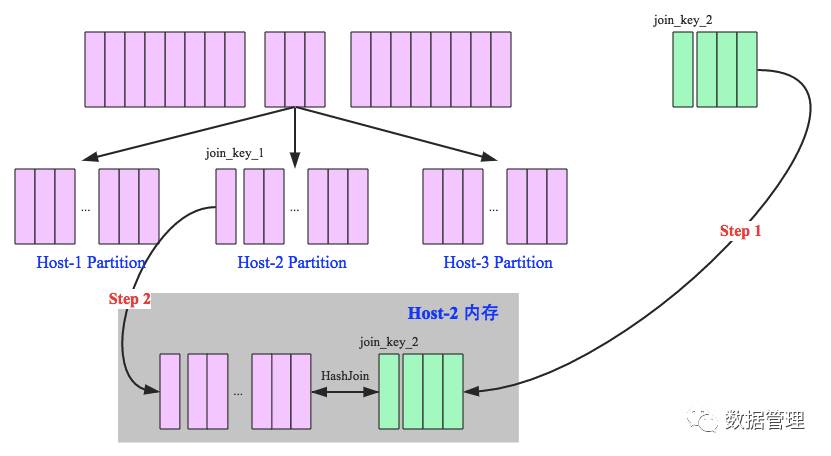 join_key_2
join_key_1
...
...
...
Host-1 Partition
Host-2 Partition
Host-3 Partition
Step 1
Step 2
Host-2 内存
join_key_2
...
HashJoin
数据管理